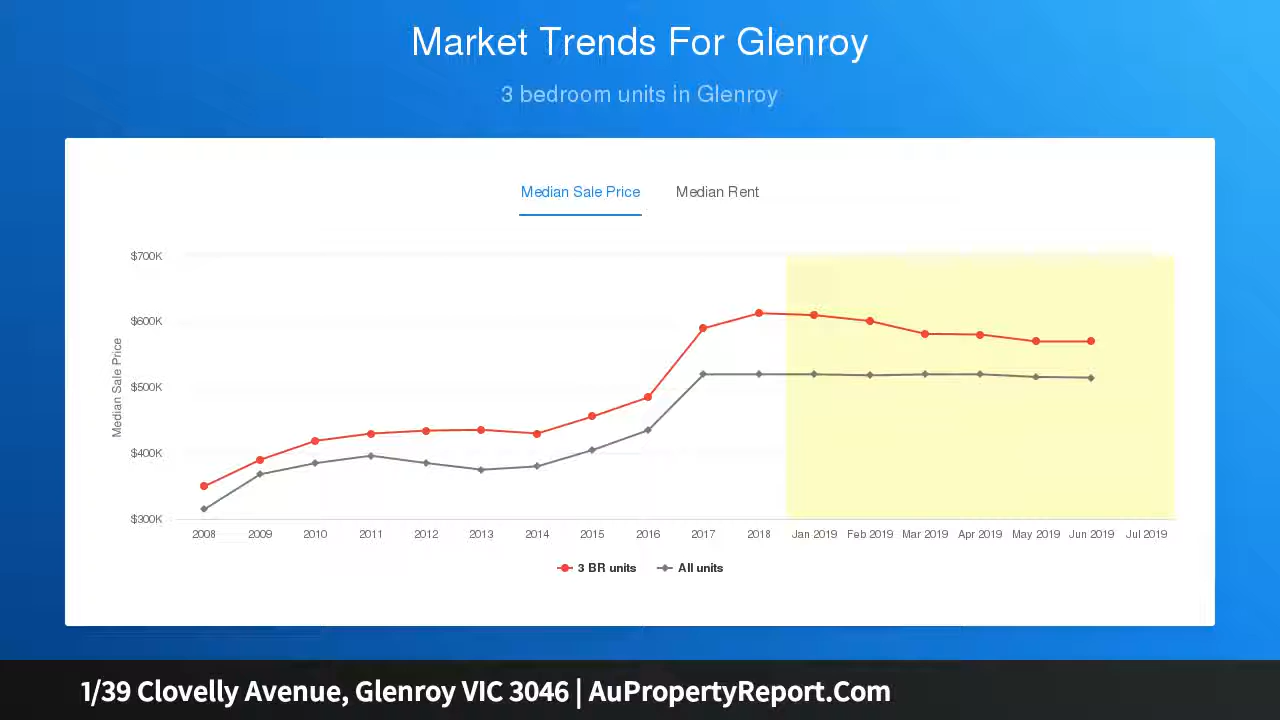 Market Trends For Glenroy
3 bedroom units in Glenroy
Median Sale Price Median Rent
$700K
$600K
$500K
$400K
$300K
Median Sale Price
2008 2009 2010 2011 2012 2013 2014 2015 2016 2017 2018 Jan 2019 Feb 2019 Mar 2019 Apr 2019 May 2019 Jun 2019 Jul 2019
3 BR units All units
1/39 Clovelly Avenue, Glenroy VIC 3046 | AuPropertyReport.Com